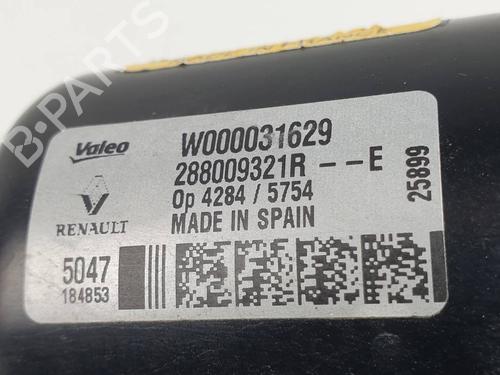 B-PARTS
Valeo
W000031629
288009321R - - E
Op 4284 / 5754
RENAULT
MADE IN SPAIN
25899
5047
184853